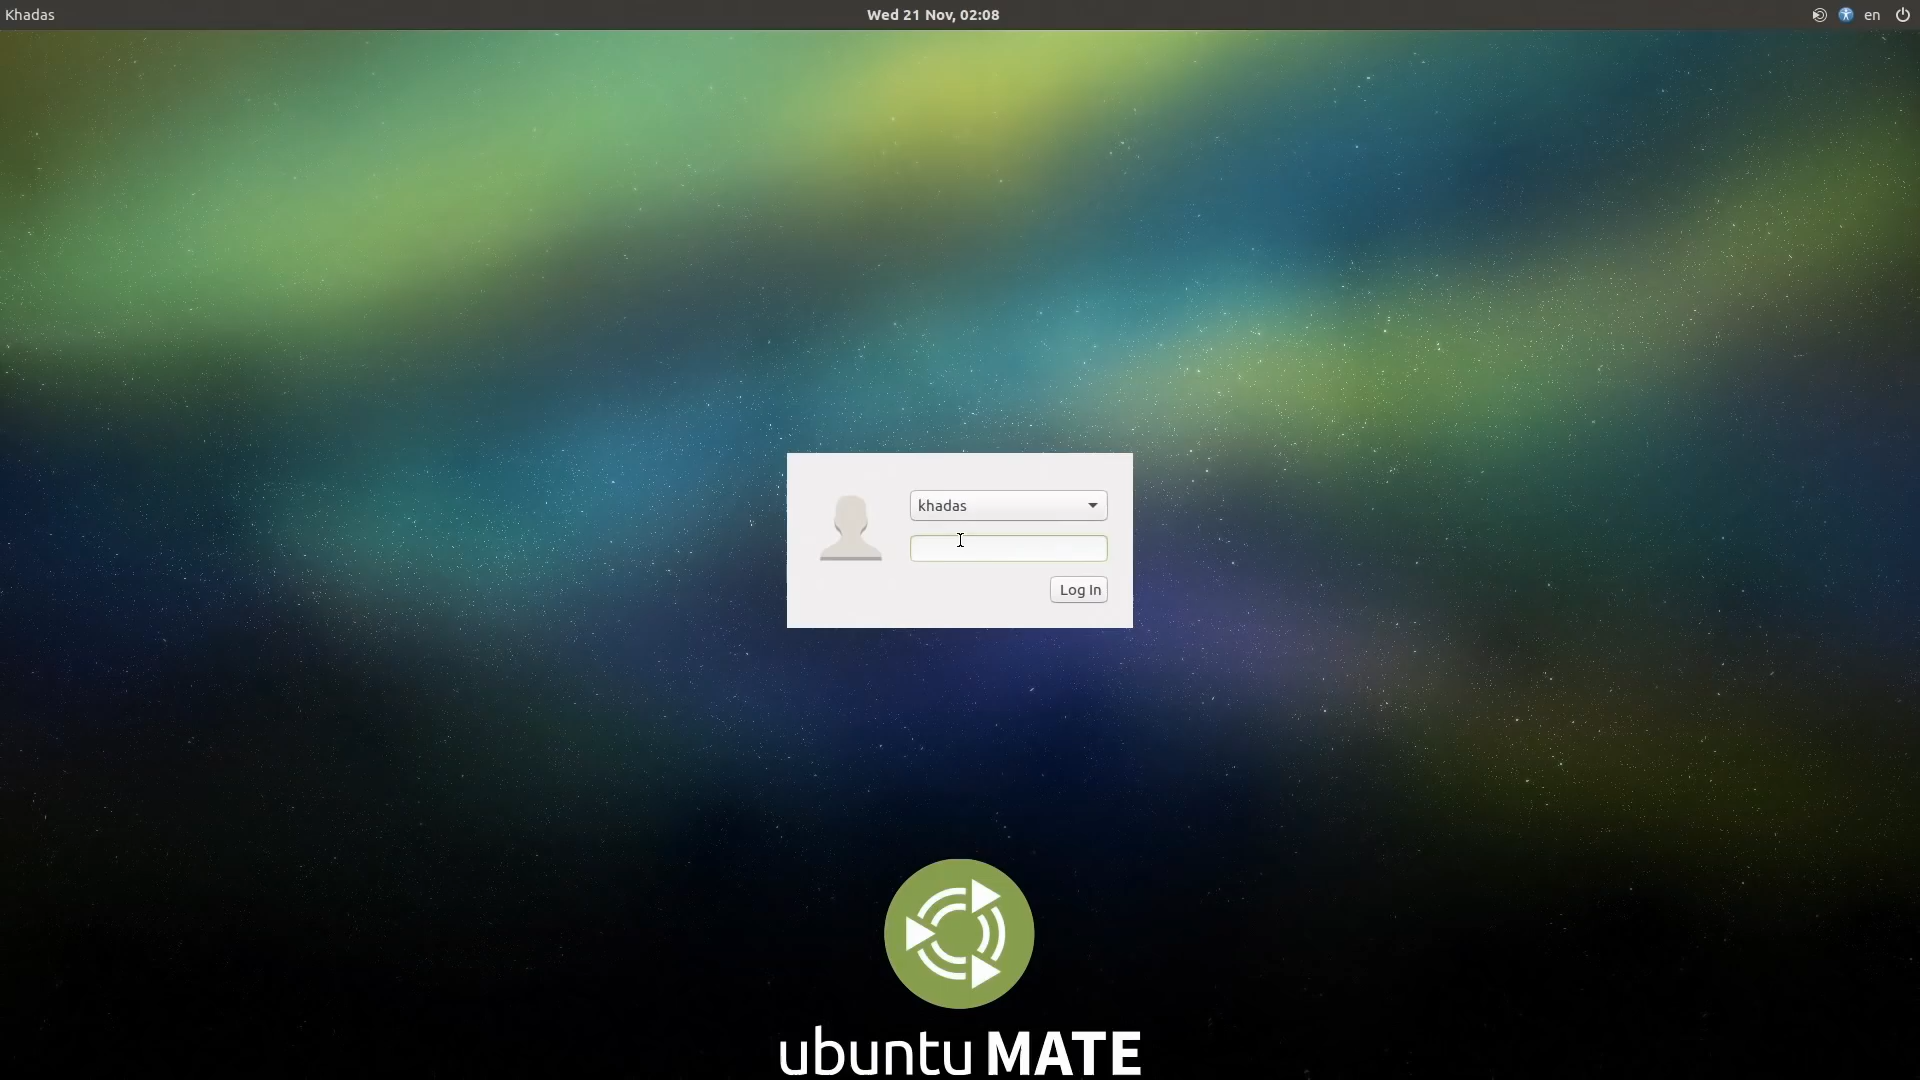 Khadas
Wed 21 Nov, 02:08
en
khadas
Log In
ubuntu MATE